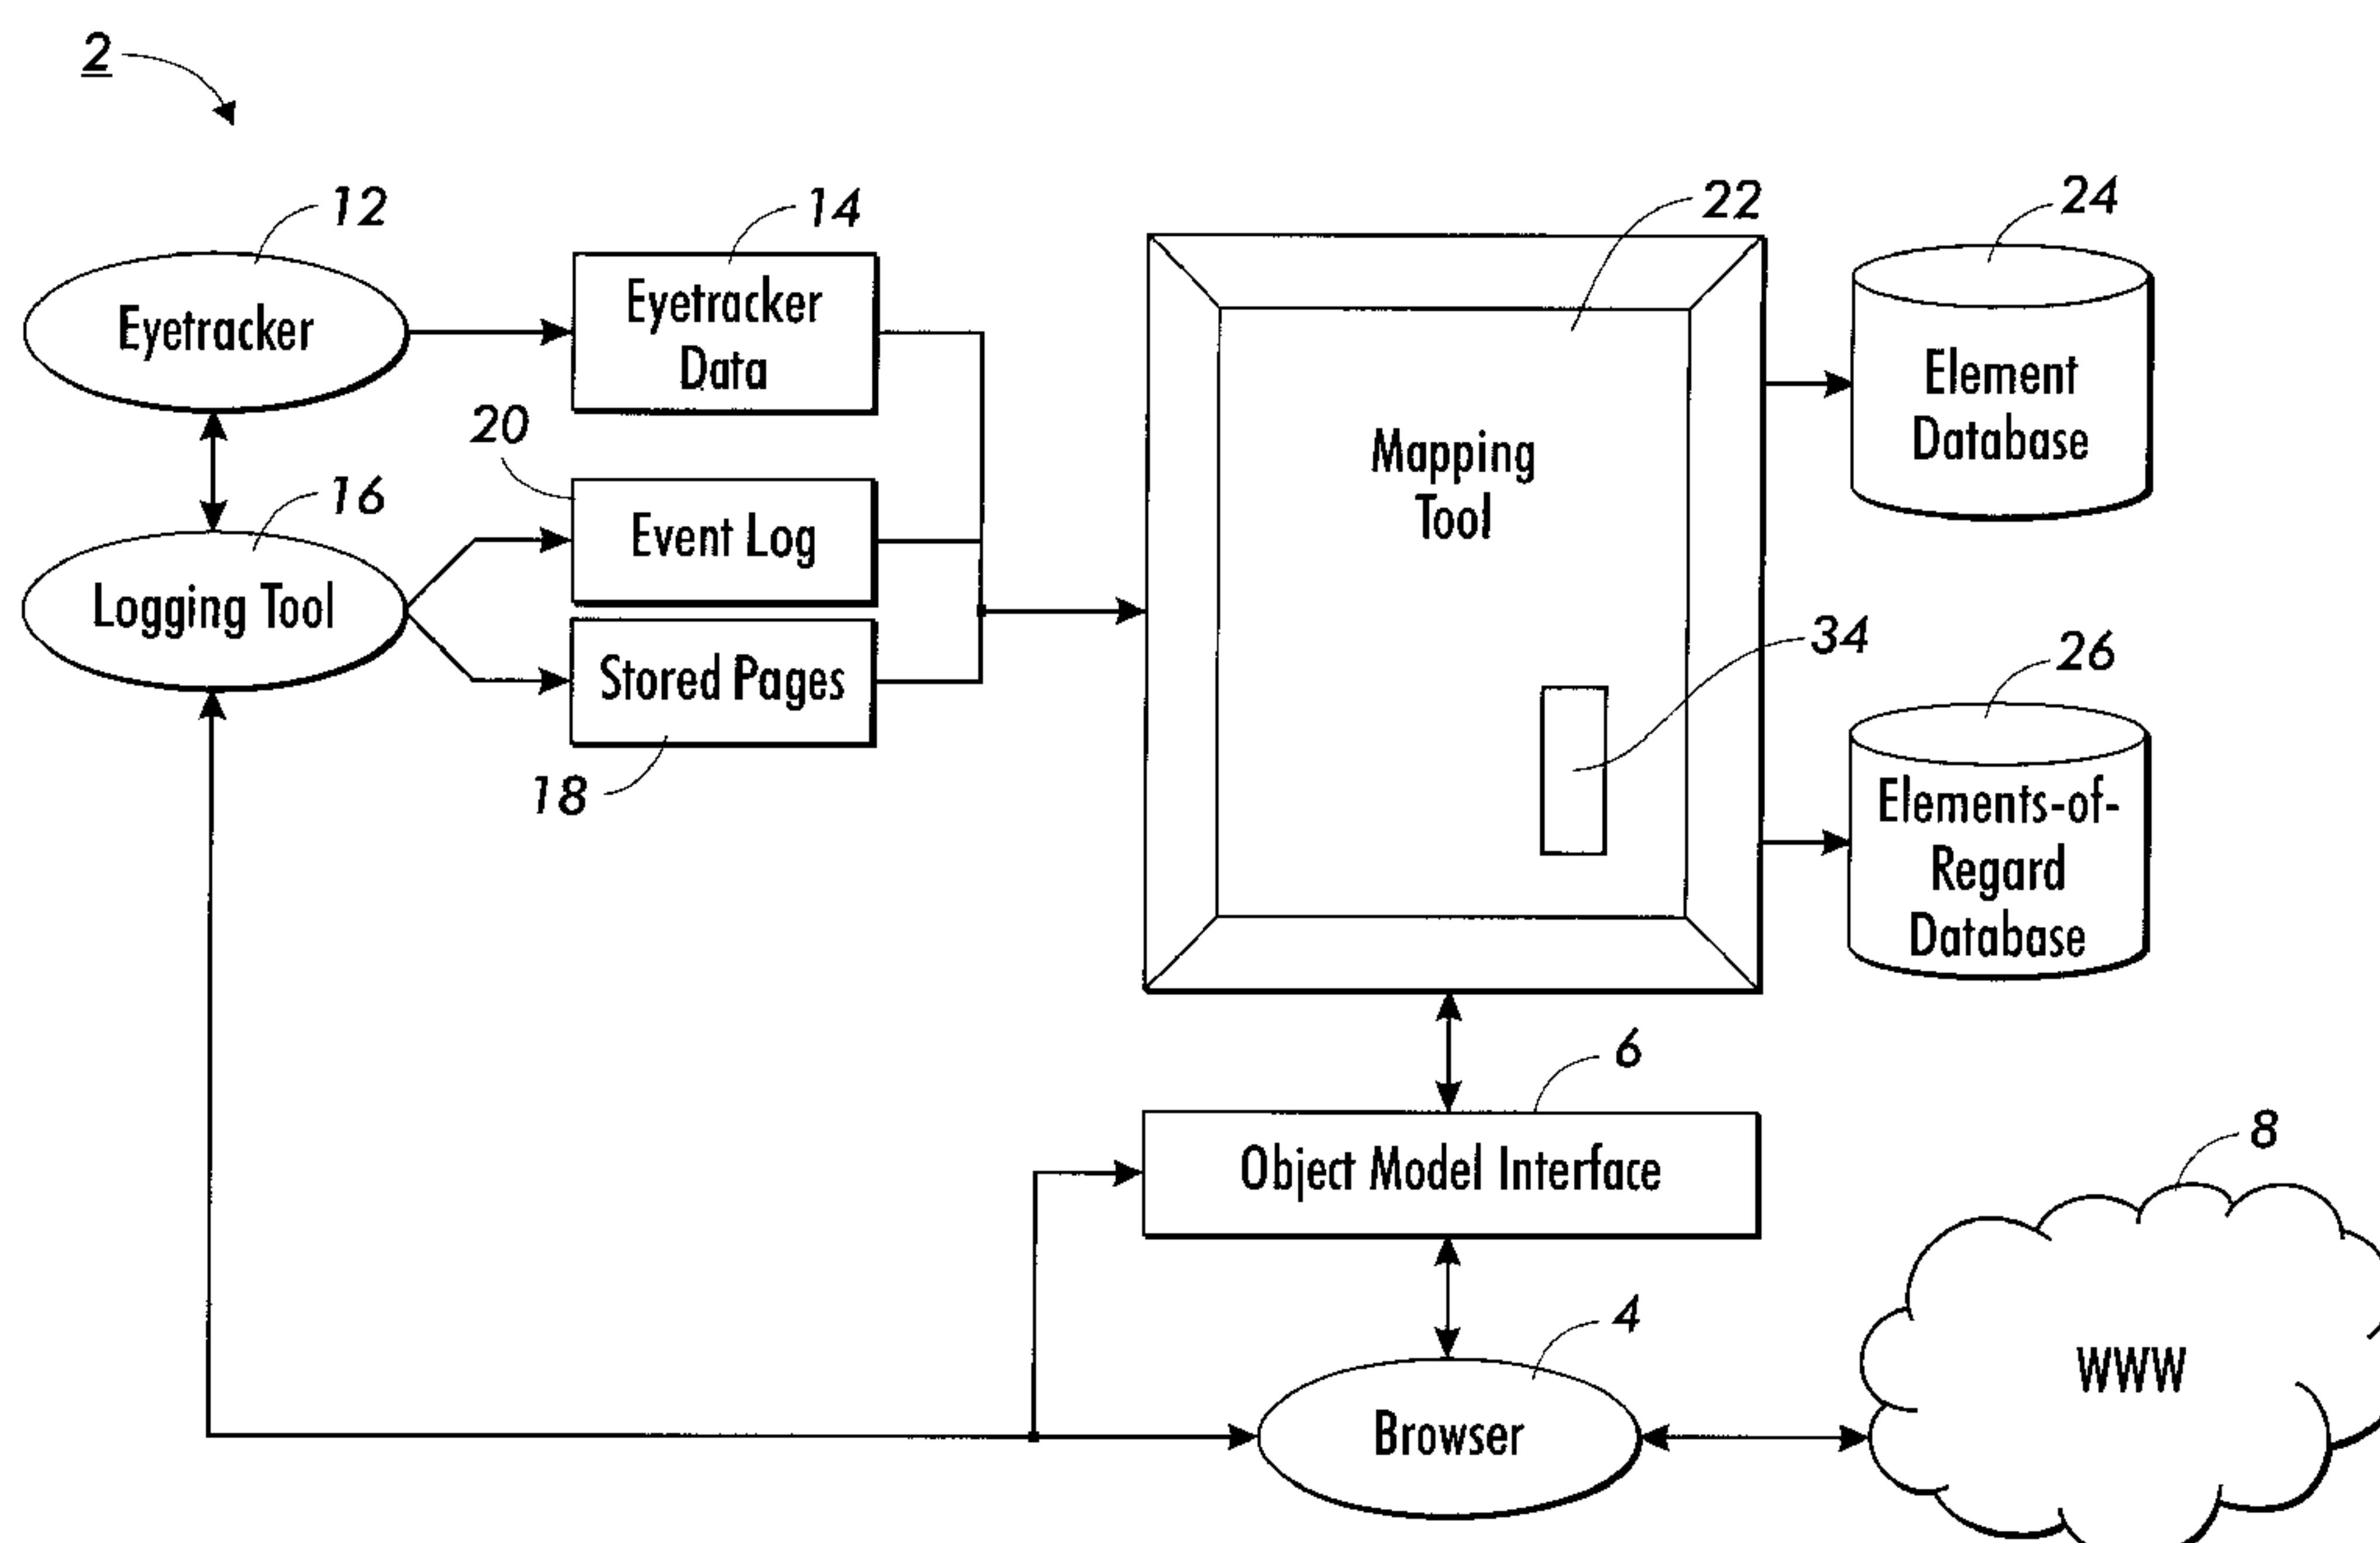 2
12
14
22
24
Eyetracker
Eyetracker
Data
Element
Database
20
Mapping
Tool
16
Event Log
Logging Tool
34
26
Stored Pages
18
Elements-of-
Regard
Database
6
8
Object Model Interface
4
WWW
Browser